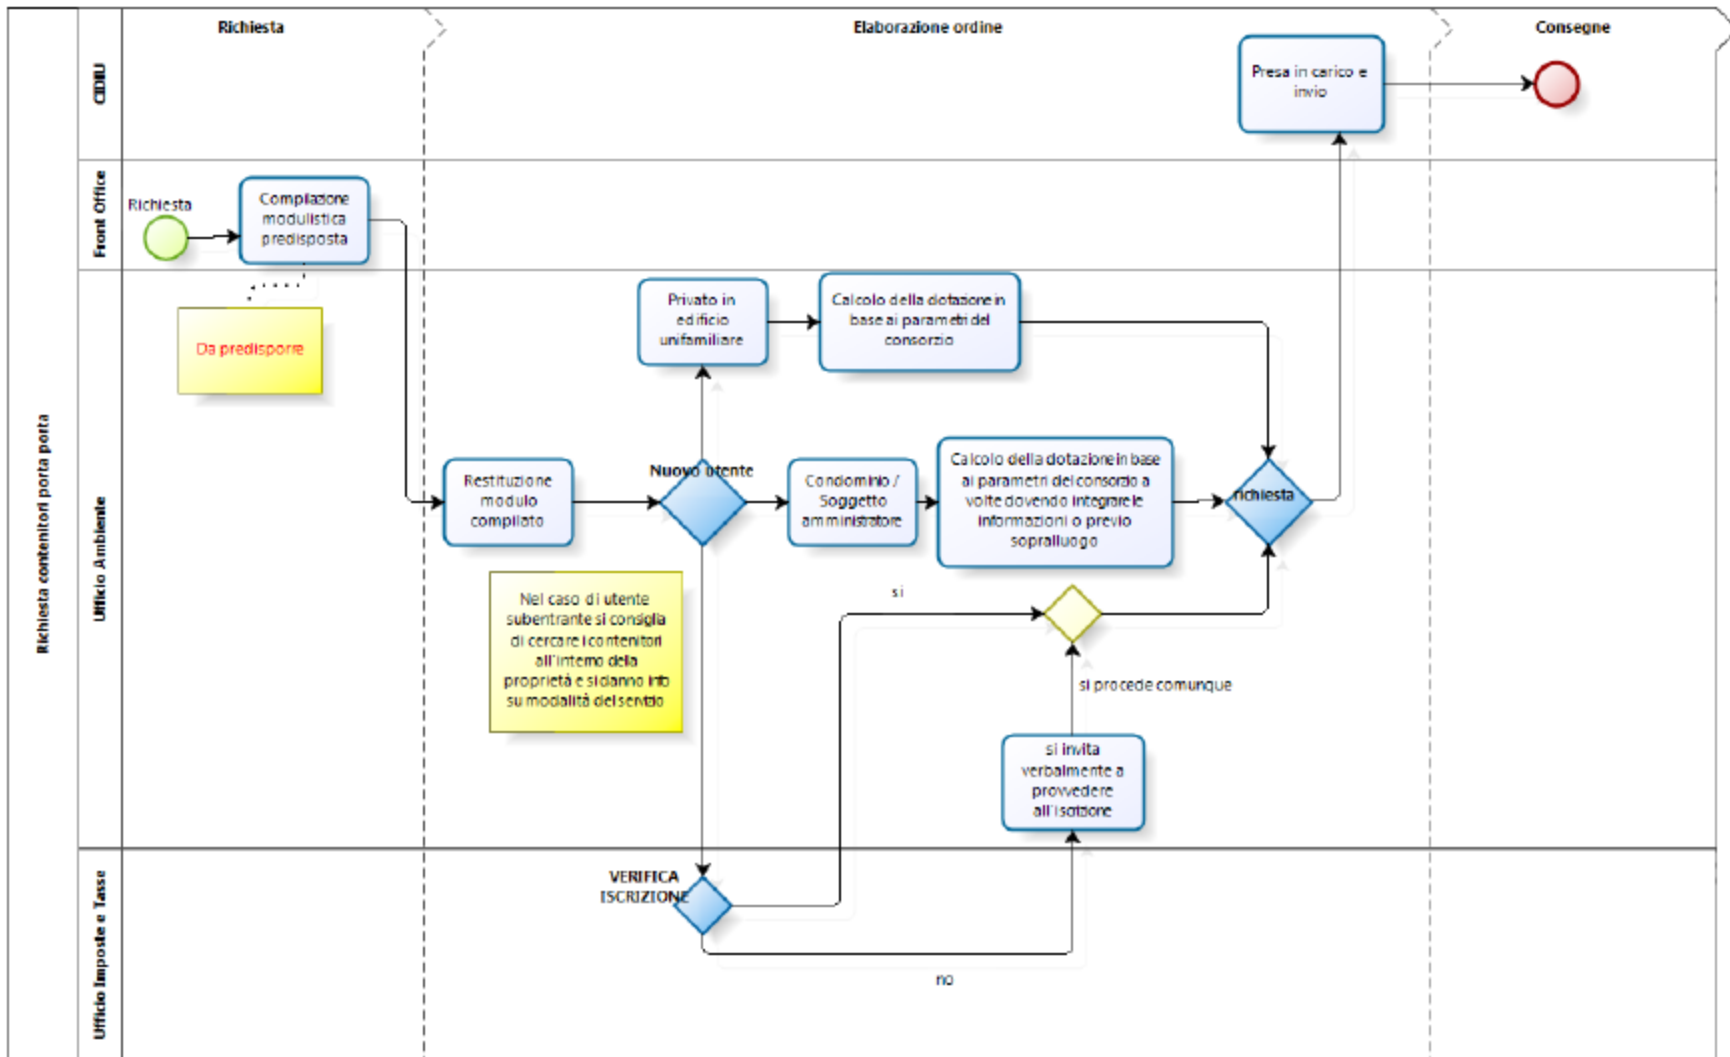 Richiesta
Elaborazione ordine
Consegne
Richiesta contenitori porta porta
CIDIU
Presa in carico e
invio
Front Office
Richiesta
Compilazione
modulistica
predisposta
Ufficio Ambiente
Da predisporre
Privato in
edificio
unifamiliare
Calcolo della dotazione in
base ai parametri del
consorzio
Restituzione
modulo
compilato
Nuovo utente
Condominio /
Soggetto
amministratore
Calcolo della dotazione in base
ai parametri del consorzio a
volte dovendo integrare le
informazioni o previo
sopralluogo
richiesta
Nel caso di utente
subentrante si consiglia
di cercare i contenitori
all'interno della
proprietà e si danno info
su modalità del servizio
si
si procede comunque
si invita
verbalmente a
provvedere
all'iscrizione
Ufficio Imposte e Tasse
VERIFICA
ISCRIZIONE
no